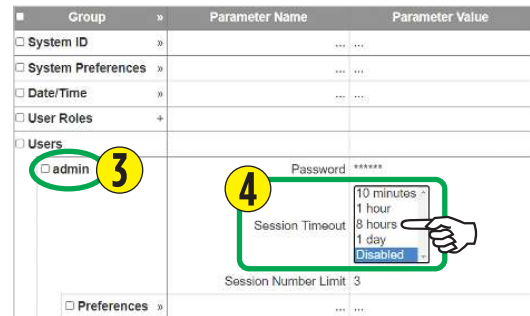 Group » Parameter Name Parameter Value
System ID » ... ...
System Preferences » ... ...
Date/Time » ... ...
User Roles +
Users
admin 3 Password ******
4
10 minutes
1 hour
Session Timeout 8 hours
1 day
Disabled
Session Number Limit 3
Preferences » ... ...